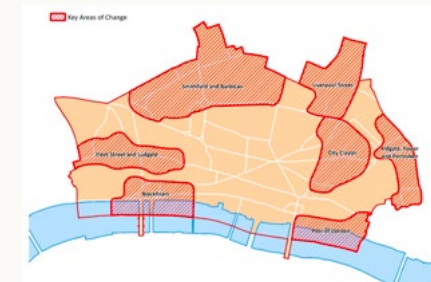 Key Areas of Change
Smithfield and Barbican
Liverpool Street
Fleet Street and Ludgate
City Cluster
Aldgate, Tower
and Portsoken
Blackfriars
Pool of London